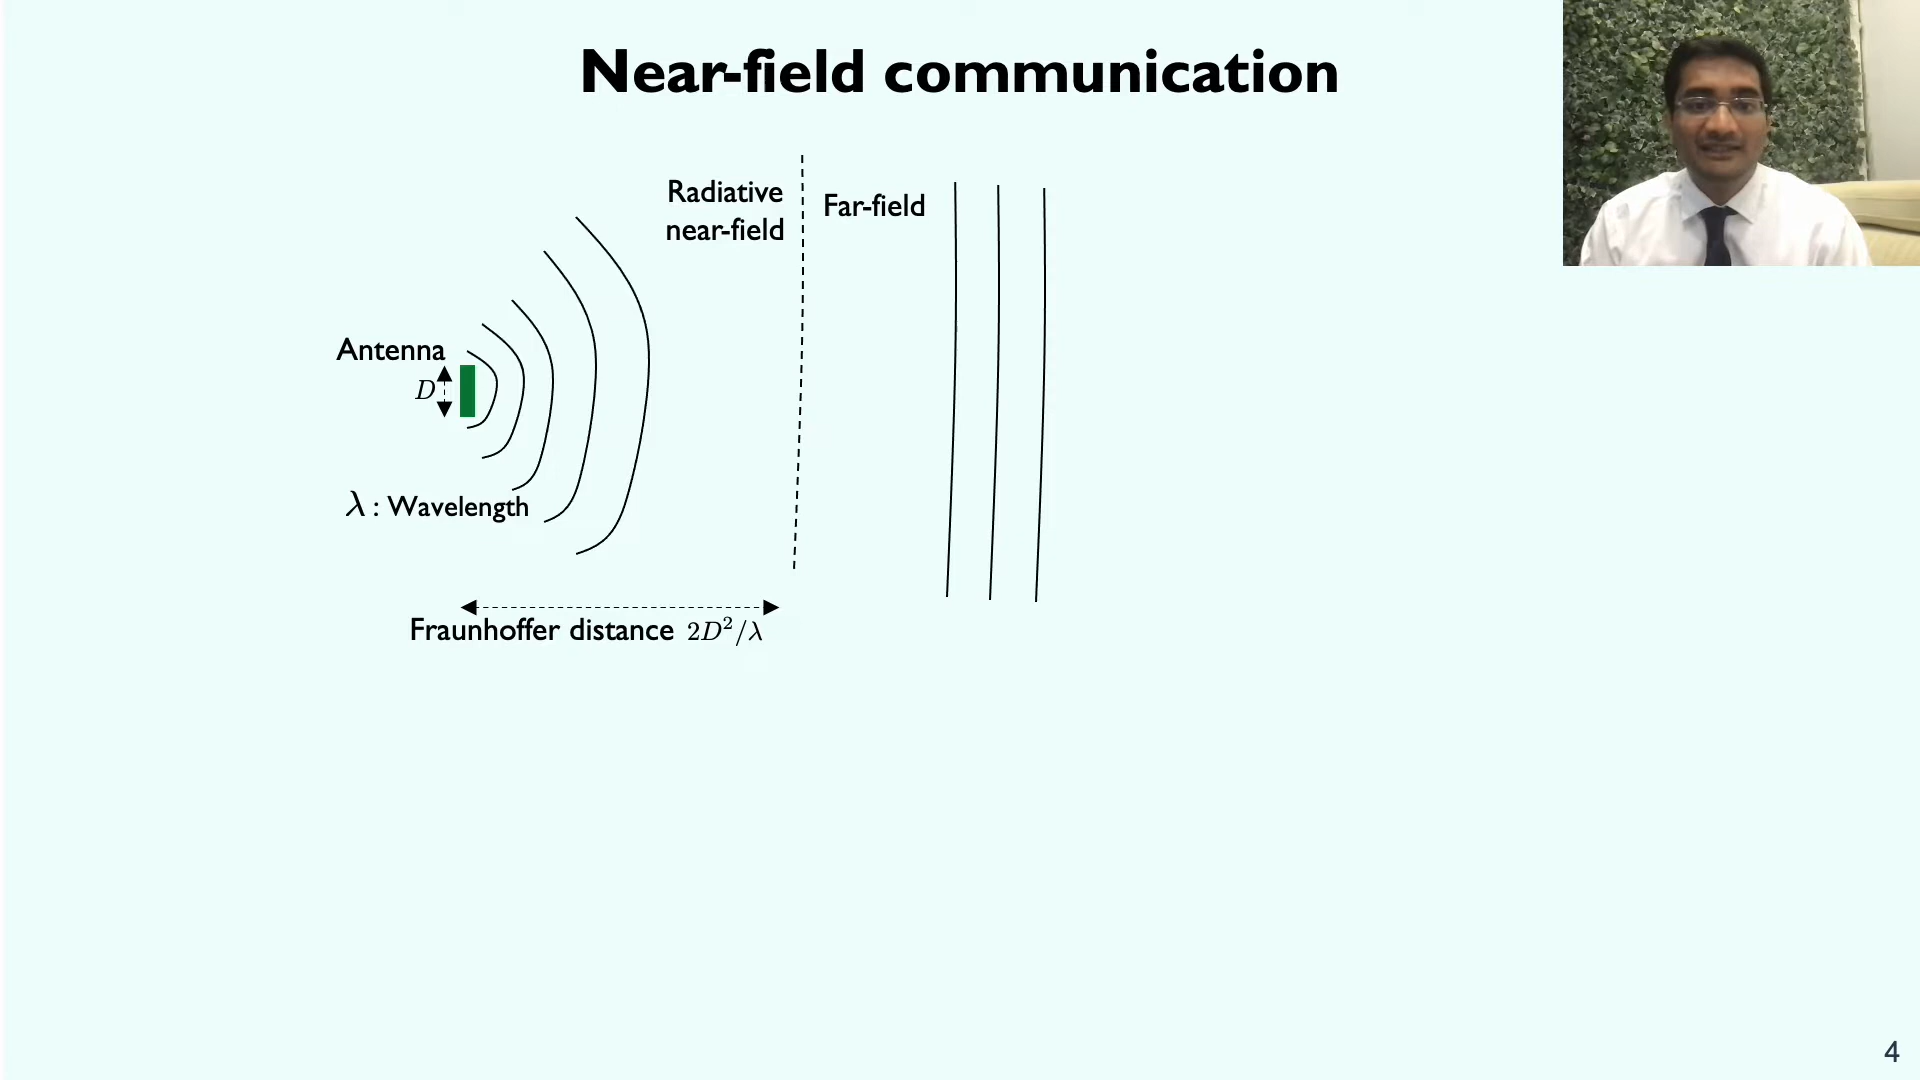 Near-field communication
Radiative
near-field
Far-field
Antenna
D
λ : Wavelength
Fraunhoffer distance 2D²/λ
4